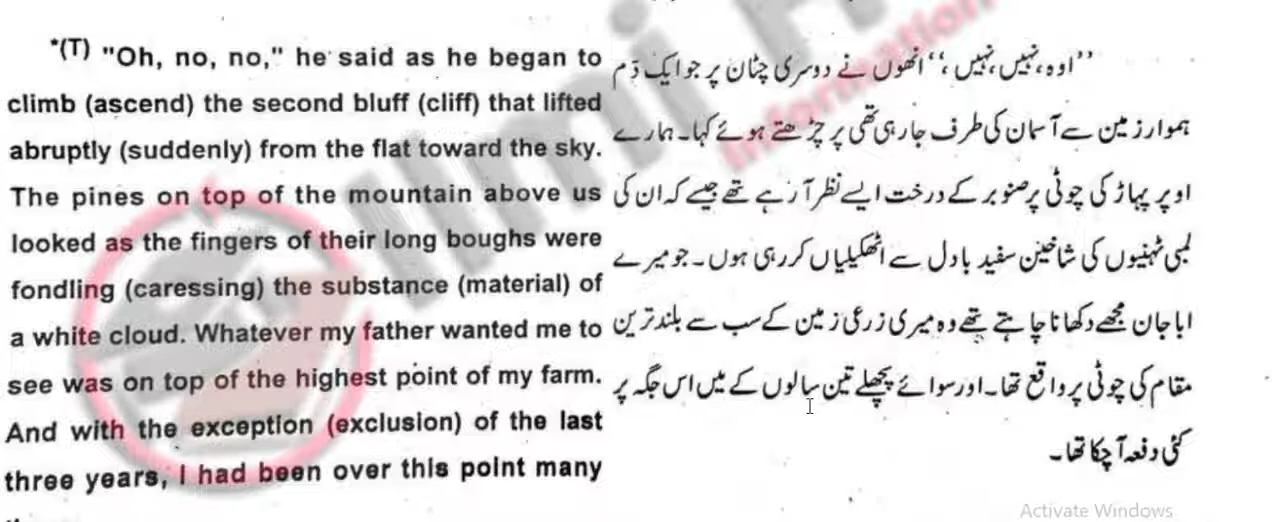 *(T) "Oh, no, no," he said as he began to
climb (ascend) the second bluff (cliff) that lifted
abruptly (suddenly) from the flat toward the sky.
The pines on top of the mountain above us
looked as the fingers of their long boughs were
fondling (caressing) the substance (material) of
a white cloud. Whatever my father wanted me to
see was on top of the highest point of my farm.
And with the exception (exclusion) of the last
three years, I had been over this point many
’’اوہ، نہیں، نہیں،‘‘ انھوں نے دوسری چٹان پر جو ایک دَم
ہموار زمین سے آسمان کی طرف جا رہی تھی پر چڑھتے ہوئے کہا۔ ہمارے
اوپر پہاڑ کی چوٹی پر صنوبر کے درخت ایسے نظر آ رہے تھے جیسے کہ ان کی
لمبی ٹہنیوں کی شاخیں سفید بادل سے اٹھکیلیاں کر رہی ہوں۔ جو میرے
ابا جان مجھے دکھانا چاہتے تھے وہ میری زرعی زمین کے سب سے بلند ترین
مقام کی چوٹی پر واقع تھا۔ اور سوائے پچھلے تین سالوں کے میں اس جگہ پر
کئی دفعہ آ چکا تھا۔
Ilmi
Information
Activate Windows